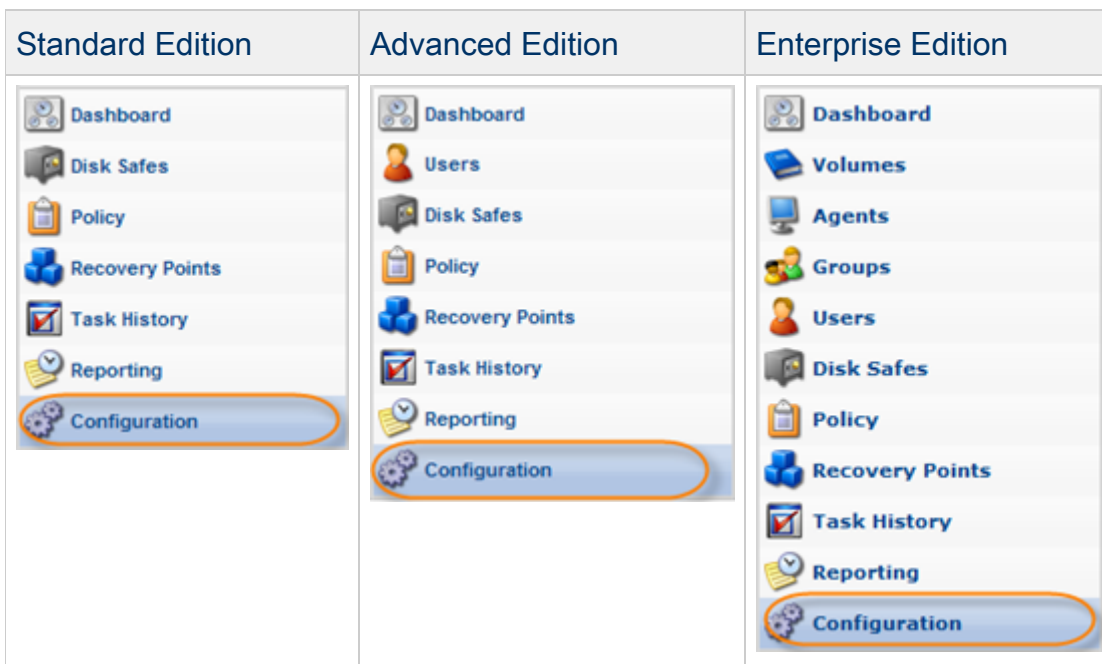 Standard Edition
Advanced Edition
Enterprise Edition
Dashboard
Disk Safes
Policy
Recovery Points
Task History
Reporting
Configuration
Dashboard
Users
Disk Safes
Policy
Recovery Points
Task History
Reporting
Configuration
Dashboard
Volumes
Agents
Groups
Users
Disk Safes
Policy
Recovery Points
Task History
Reporting
Configuration